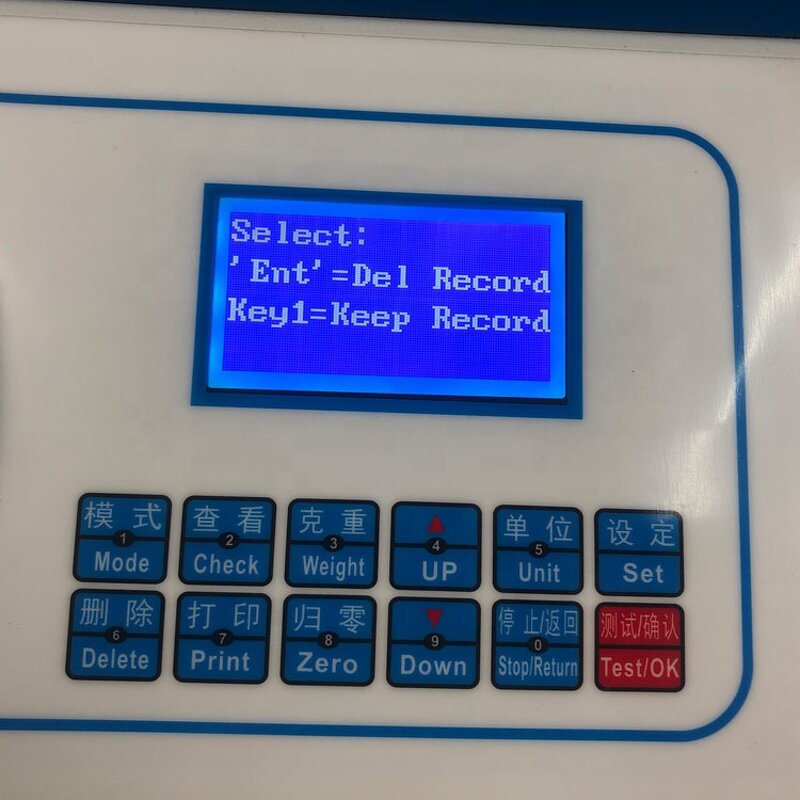 Select:
'Ent'=Del Record
Key1=Keep Record
模式
1
Mode
查看
2
Check
克重
3
Weight
4
UP
单位
5
Unit
设定
Set
删除
6
Delete
打印
7
Print
归零
8
Zero
9
Down
停止/返回
0
Stop/Return
测试/确认
Test/OK